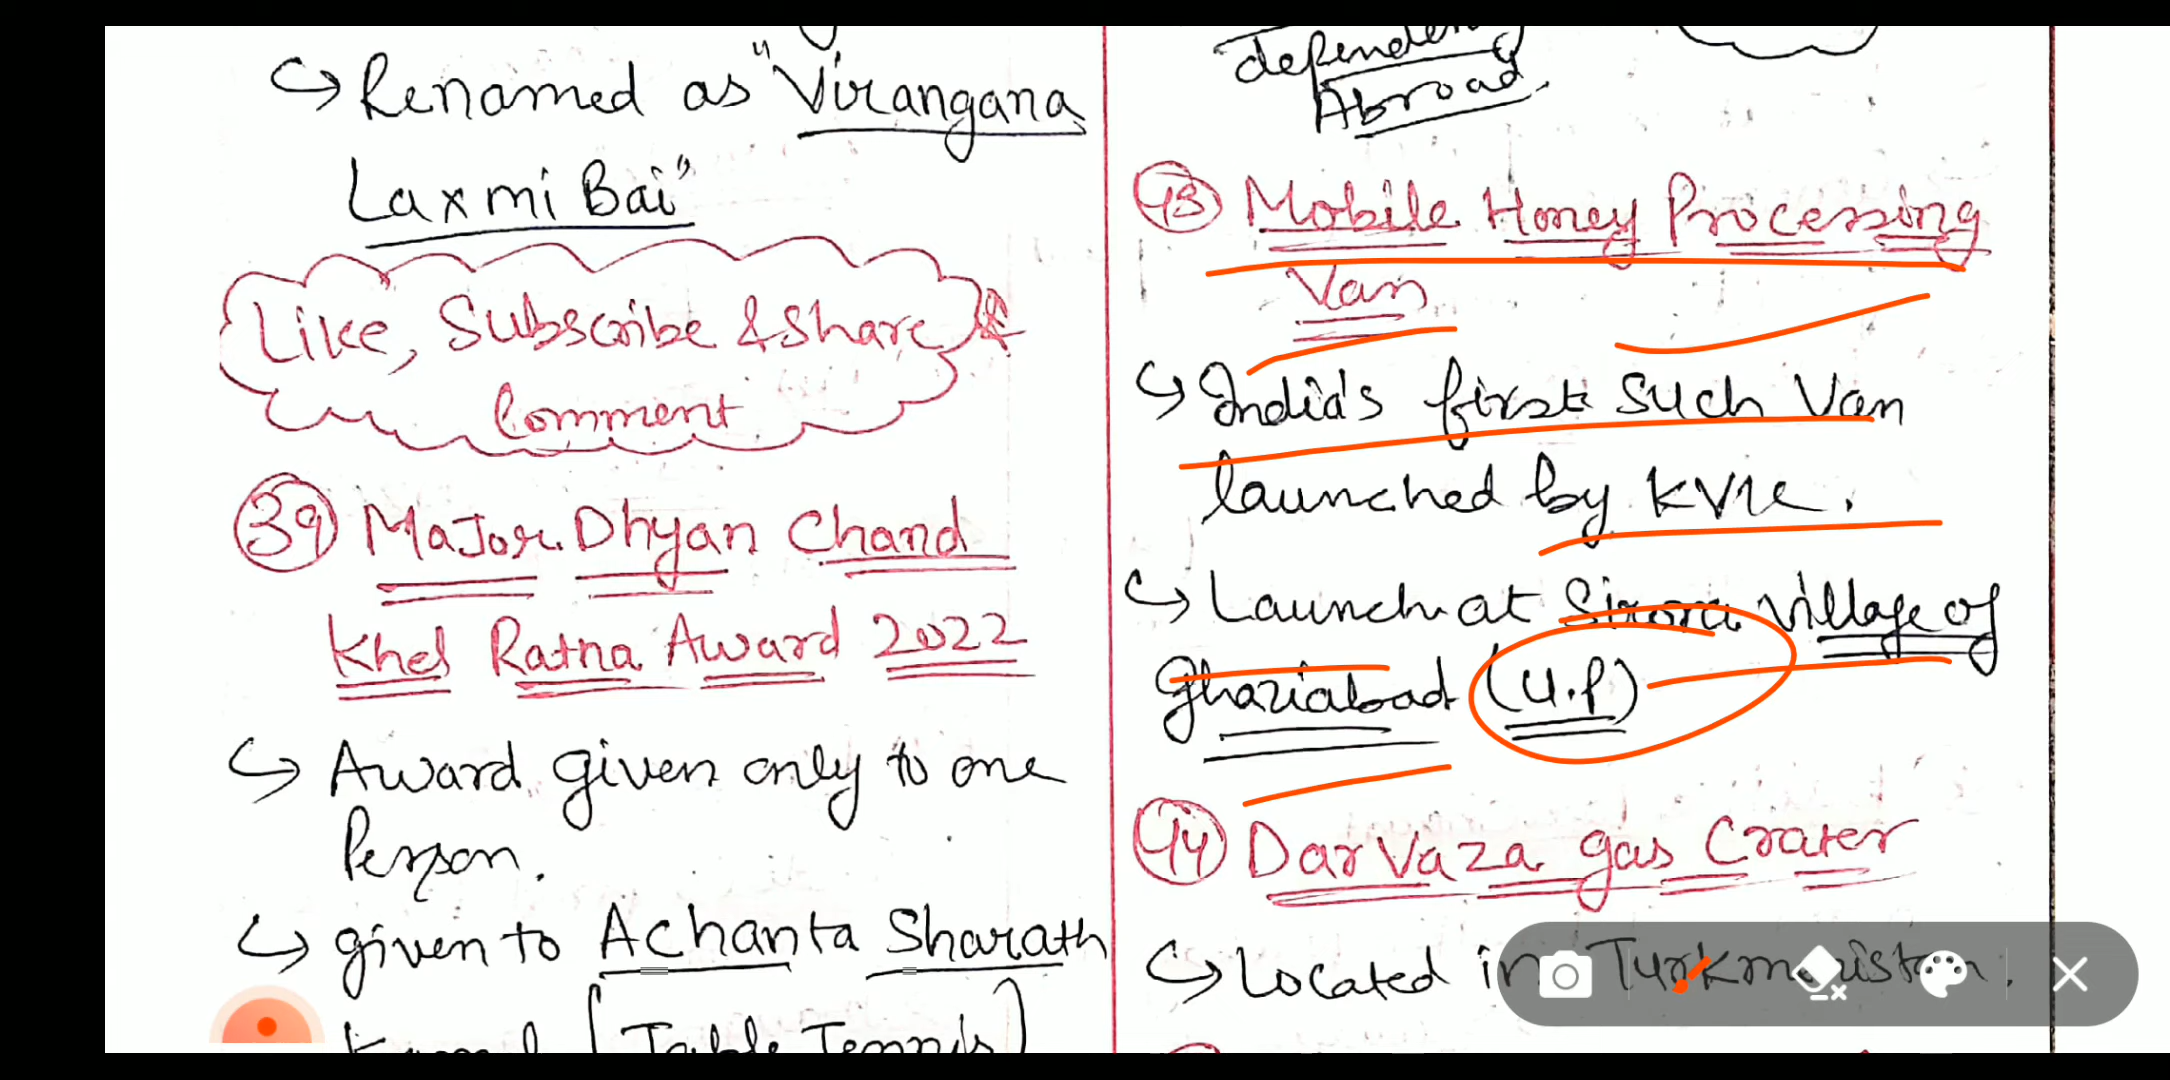 ↪ Renamed as "Virangana
Laxmi Bai"
Like, Subscribe & Share &
Comment
39 Major Dhyan Chand
Khel Ratna Award 2022
↪ Award given only to one
Person.
↪ given to Achanta Sharath
Kamal (Table Tennis)
Abroad.
43 Mobile Honey Processing
Van
↪ India's first such Van
launched by KVIC.
↪ Launch at Sirora village of
Ghaziabad (U.P)
44 Darvaza gas Crater
↪ Located in Turkmenistan.